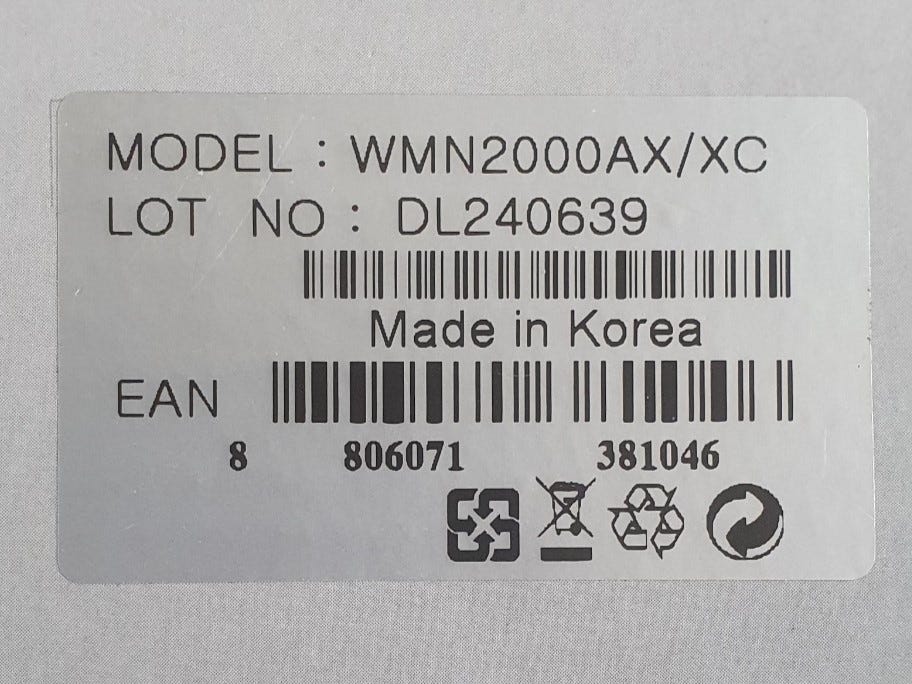 MODEL : WMN2000AX/XC
LOT NO : DL240639
Made in Korea
EAN
8 806071 381046